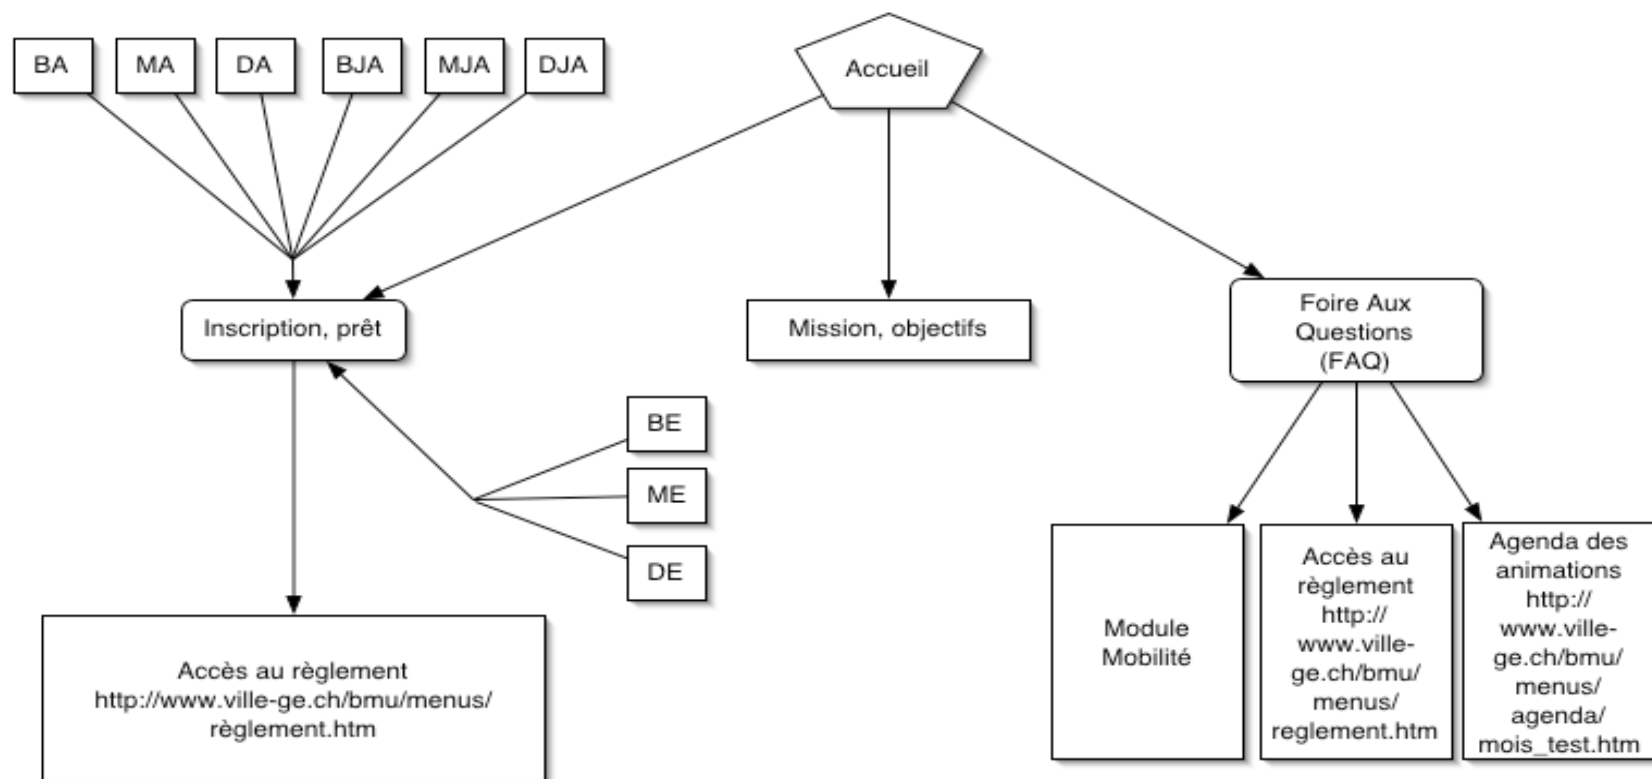 BA
MA
DA
BJA
MJA
DJA
Accueil
Inscription, prêt
Mission, objectifs
Foire Aux
Questions
(FAQ)
BE
ME
DE
Accès au règlement
http://www.ville-ge.ch/bmu/menus/
règlement.htm
Module
Mobilité
Accès au
règlement
http://
www.ville-
ge.ch/bmu/
menus/
reglement.htm
Agenda des
animations
http://
www.ville-
ge.ch/bmu/
menus/
agenda/
mois_test.htm